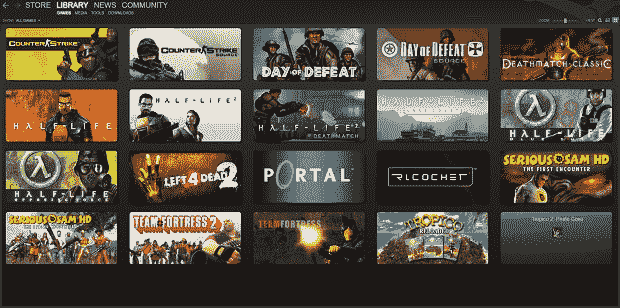 STORE LIBRARY NEWS COMMUNITY
GAMES MEDIA TOOLS DOWNLOADS
ALL GAMES
COUNTER STRIKE
COUNTER STRIKE
SOURCE
DAY OF DEFEAT
DAY OF DEFEAT
SOURCE
DEATHMATCH CLASSIC
HALF-LIFE
HALF-LIFE 2
HALF-LIFE 2
DEATHMATCH
HALF-LIFE
HALF-LIFE
LEFT 4 DEAD 2
PORTAL
RICOCHET
SERIOUS SAM HD
THE FIRST ENCOUNTER
SERIOUS SAM HD
TEAM FORTRESS 2
TEAM FORTRESS
TROPICO
RELOADED
Tropico 2: Pirate Cove